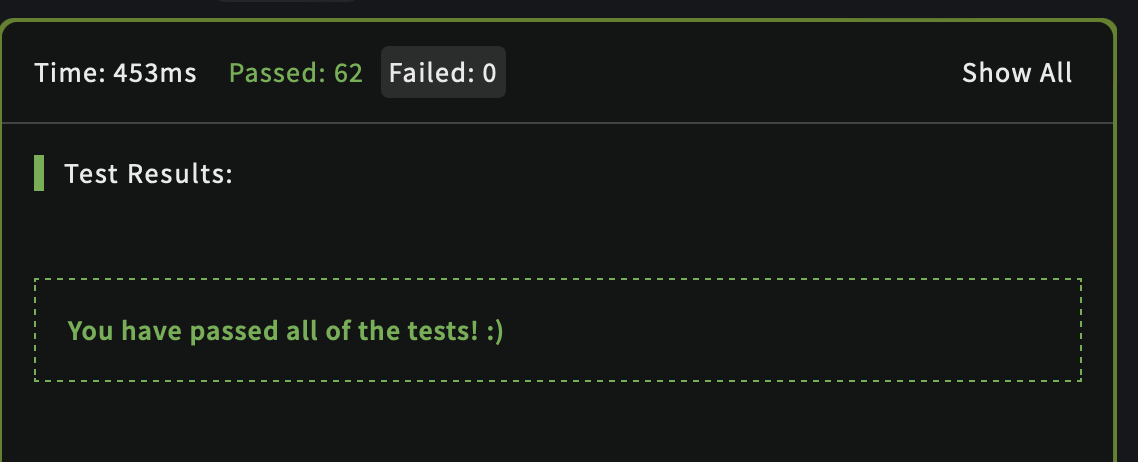 Time: 453ms Passed: 62 Failed: 0 Show All
Test Results:
You have passed all of the tests! :)